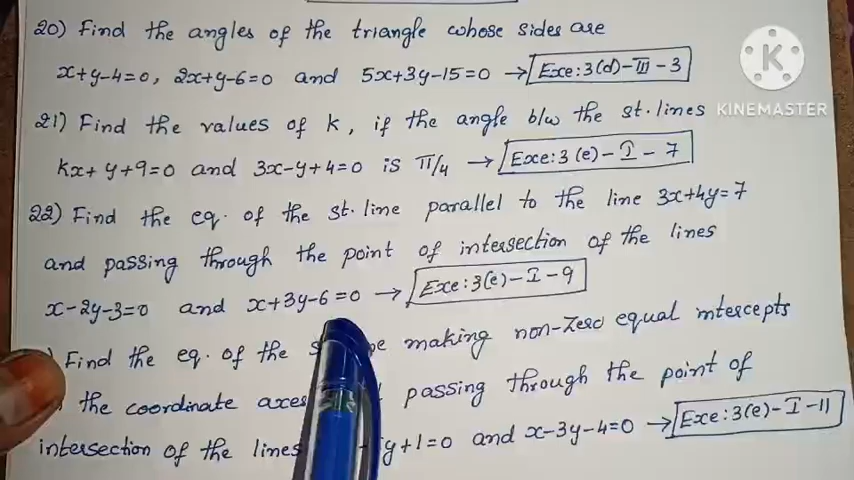 20) Find the angles of the triangle whose sides are
x+y-4=0, 2x+y-6=0 and 5x+3y-15=0 → Exe: 3(d)-III-3
K
KINEMASTER
21) Find the values of k, if the angle b/w the st. lines
kx+y+9=0 and 3x-y+4=0 is π/4 → Exe: 3(e)-I-7
22) Find the eq. of the st. line parallel to the line 3x+4y=7
and passing through the point of intersection of the lines
x-2y-3=0 and x+3y-6=0 → Exe: 3(e)-I-9
) Find the eq. of the making non-zero equal intercepts
the coordinate axes passing through the point of
intersection of the lines y+1=0 and x-3y-4=0 → Exe: 3(e)-I-11